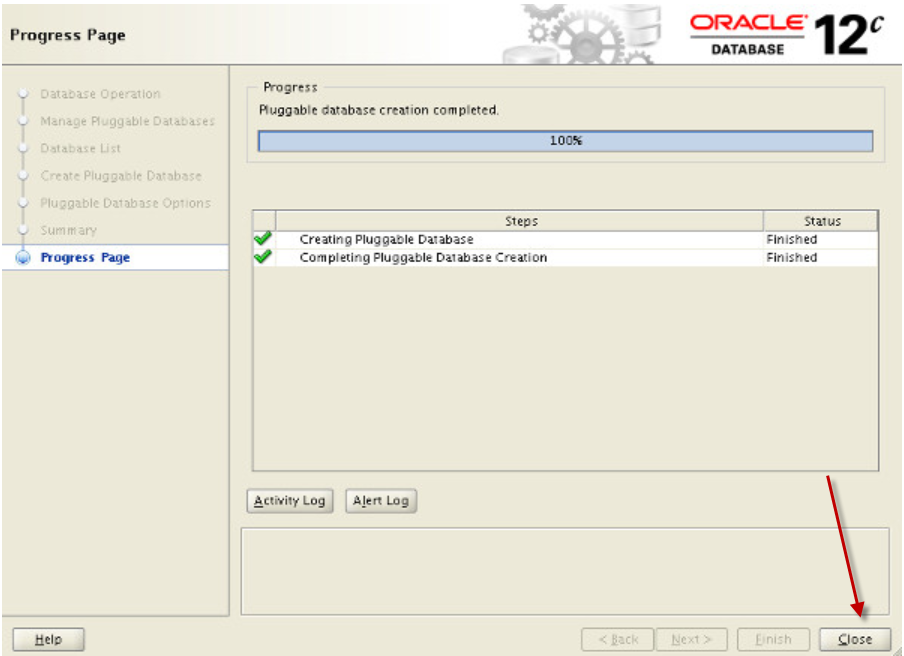 Progress Page
ORACLE
DATABASE
12c
Database Operation
Manage Pluggable Databases
Database List
Create Pluggable Database
Pluggable Database Options
Summary
Progress Page
Progress
Pluggable database creation completed.
100%
Steps Status
Creating Pluggable Database Finished
Completing Pluggable Database Creation Finished
Activity Log Alert Log
Help < Back Next > Finish Close